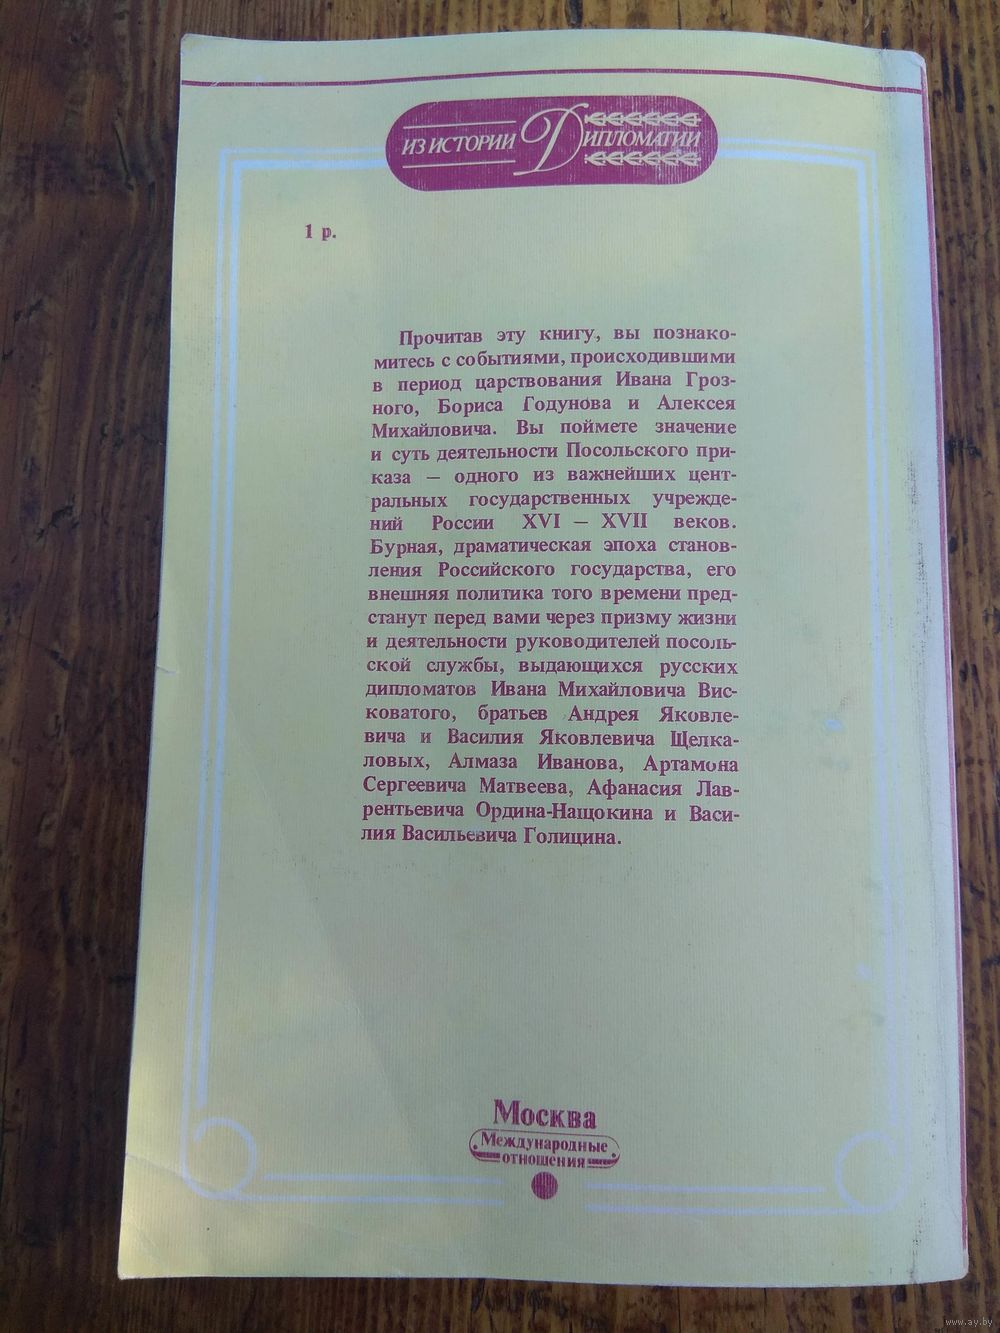 ИЗ ИСТОРИИ ДИПЛОМАТИИ
1 р.
Прочитав эту книгу, вы познако-
митесь с событиями, происходившими
в период царствования Ивана Гроз-
ного, Бориса Годунова и Алексея
Михайловича. Вы поймете значение
и суть деятельности Посольского при-
каза — одного из важнейших цент-
ральных государственных учрежде-
ний России XVI — XVII веков.
Бурная, драматическая эпоха станов-
ления Российского государства, его
внешняя политика того времени пред-
станут перед вами через призму жизни
и деятельности руководителей посоль-
ской службы, выдающихся русских
дипломатов Ивана Михайловича Вис-
коватого, братьев Андрея Яковле-
вича и Василия Яковлевича Щелка-
ловых, Алмаза Иванова, Артамона
Сергеевича Матвеева, Афанасия Лав-
рентьевича Ордина-Нащокина и Васи-
лия Васильевича Голицина.
Москва
Международные
отношения
www.ay.by